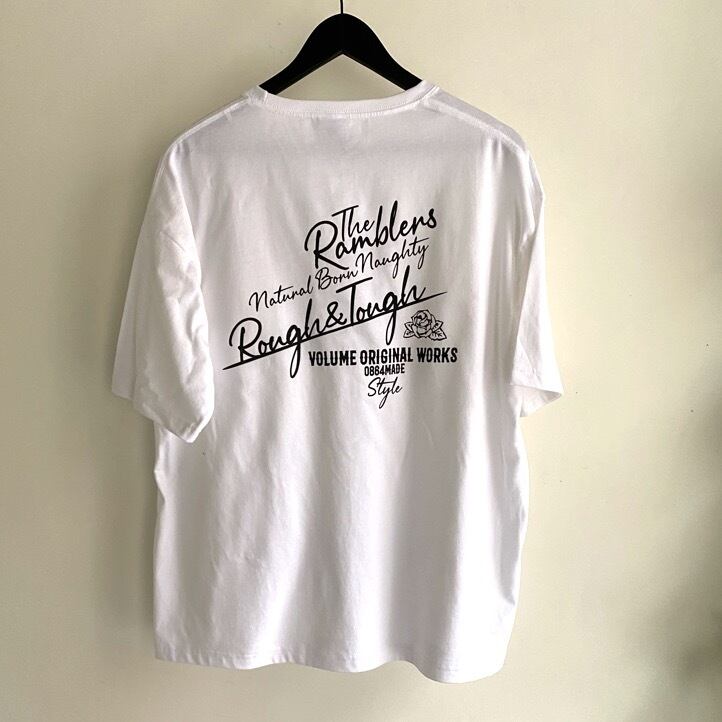 The
Ramblers
Natural Born Naughty
Rough&Tough
VOLUME ORIGINAL WORKS
0864MADE
Style